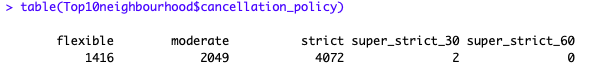 > table(Top10neighbourhood$cancellation_policy)
flexible moderate strict super_strict_30 super_strict_60
1416 2049 4072 2 0